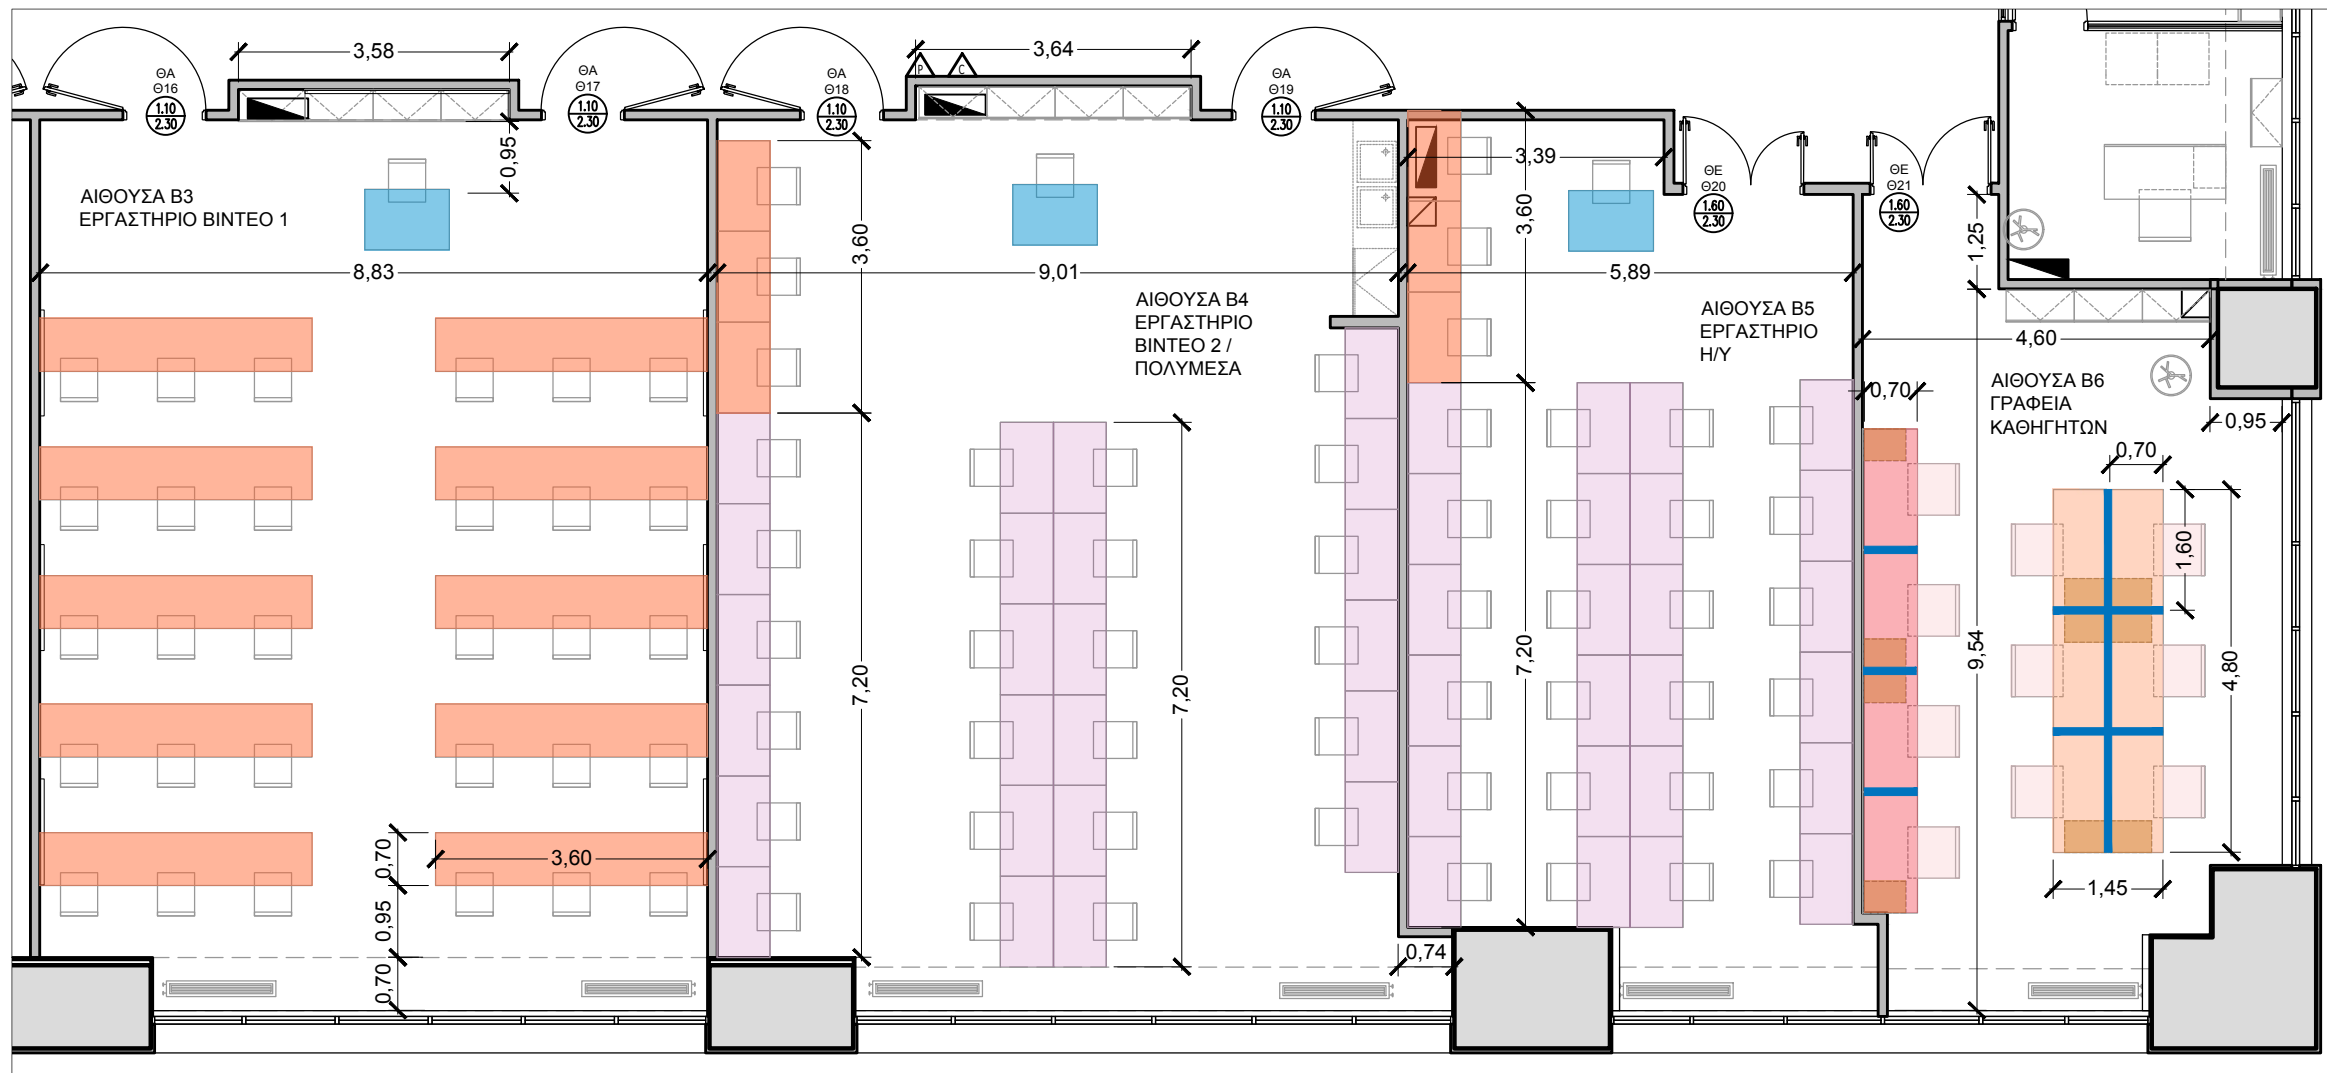 3,58
3,64
P
C
ΘΑ
Θ16
1.10
2.30
ΘΑ
Θ17
1.10
2.30
ΘΑ
Θ18
1.10
2.30
ΘΑ
Θ19
1.10
2.30
ΘΕ
Θ20
1.60
2.30
ΘΕ
Θ21
1.60
2.30
0,95
ΑΙΘΟΥΣΑ Β3
ΕΡΓΑΣΤΗΡΙΟ ΒΙΝΤΕΟ 1
3,60
3,39
3,60
1,25
8,83
9,01
5,89
ΑΙΘΟΥΣΑ Β4
ΕΡΓΑΣΤΗΡΙΟ
ΒΙΝΤΕΟ 2 /
ΠΟΛΥΜΕΣΑ
ΑΙΘΟΥΣΑ Β5
ΕΡΓΑΣΤΗΡΙΟ
Η/Υ
4,60
ΑΙΘΟΥΣΑ Β6
ΓΡΑΦΕΙΑ
ΚΑΘΗΓΗΤΩΝ
0,70
0,95
0,70
1,60
7,20
7,20
7,20
9,54
4,80
0,70
3,60
1,45
0,95
0,74
0,70